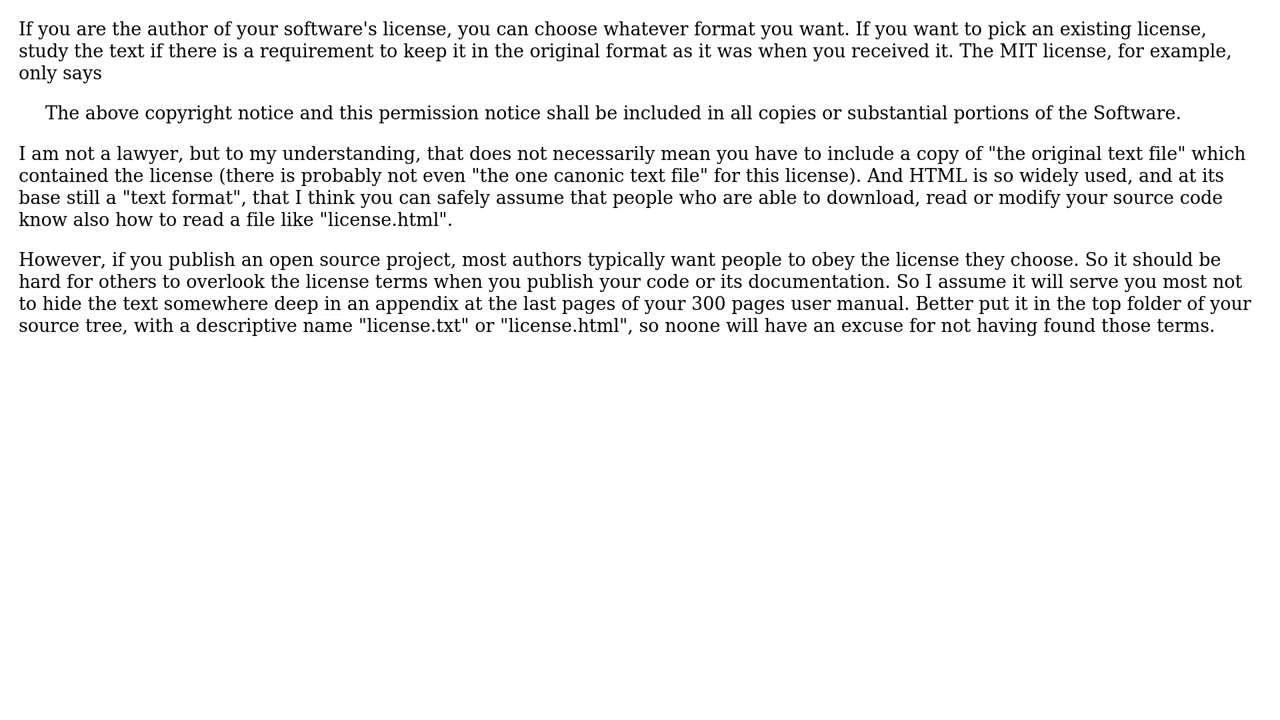 If you are the author of your software's license, you can choose whatever format you want. If you want to pick an existing license,
study the text if there is a requirement to keep it in the original format as it was when you received it. The MIT license, for example,
only says
The above copyright notice and this permission notice shall be included in all copies or substantial portions of the Software.
I am not a lawyer, but to my understanding, that does not necessarily mean you have to include a copy of "the original text file" which
contained the license (there is probably not even "the one canonic text file" for this license). And HTML is so widely used, and at its
base still a "text format", that I think you can safely assume that people who are able to download, read or modify your source code
know also how to read a file like "license.html".
However, if you publish an open source project, most authors typically want people to obey the license they choose. So it should be
hard for others to overlook the license terms when you publish your code or its documentation. So I assume it will serve you most not
to hide the text somewhere deep in an appendix at the last pages of your 300 pages user manual. Better put it in the top folder of your
source tree, with a descriptive name "license.txt" or "license.html", so noone will have an excuse for not having found those terms.